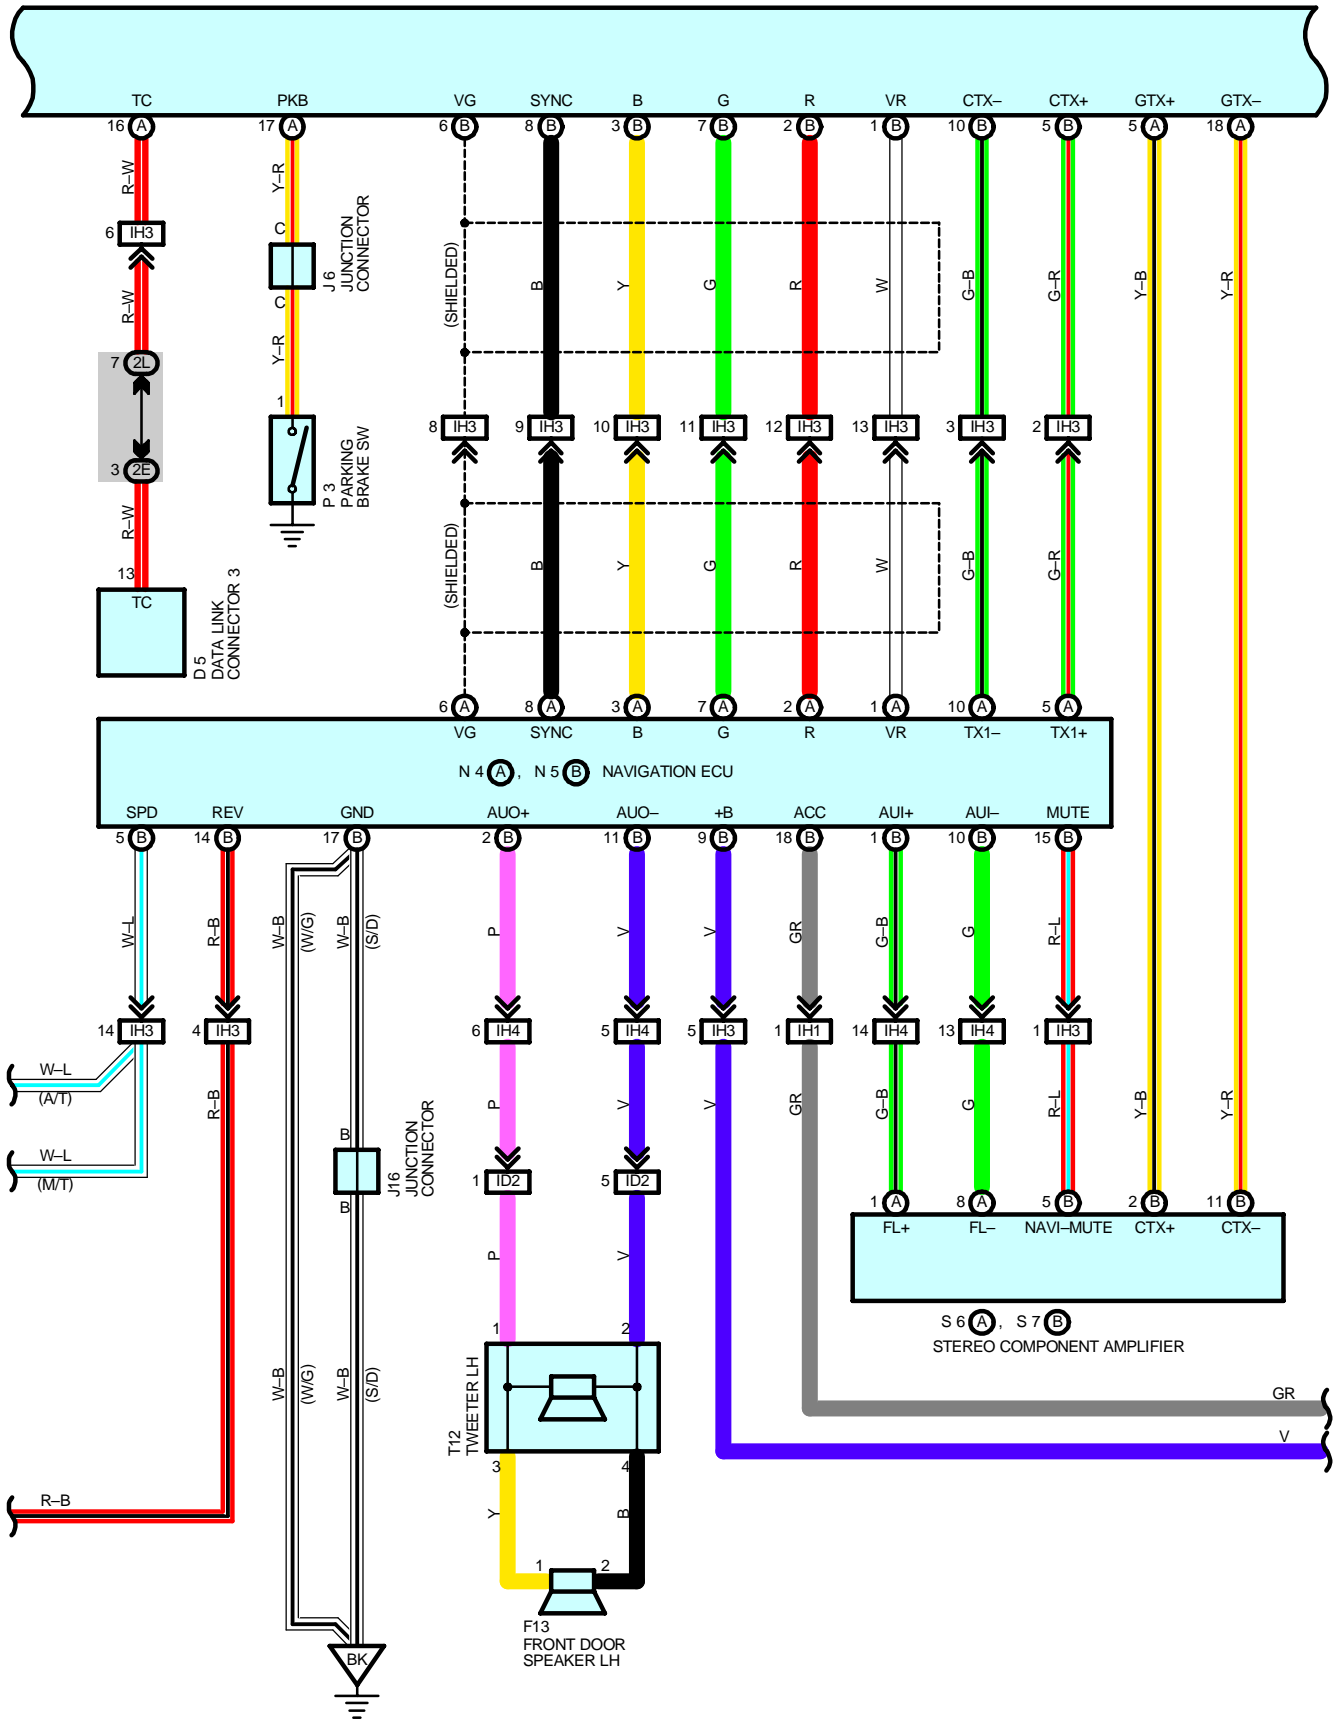 TC PKB VG SYNC B G R VR CTX– CTX+ GTX+ GTX–
16 A 17 A 6 B 8 B 3 B 7 B 2 B 1 B 10 B 5 B 5 A 18 A
R–W Y–R
6 IH3 C
J 6
JUNCTION
CONNECTOR
C
R–W Y–R (SHIELDED) B Y G R W G–B G–R Y–B Y–R
7 2L
1
3 2E
P 3
PARKING
BRAKE SW
8 IH3 9 IH3 10 IH3 11 IH3 12 IH3 13 IH3 3 IH3 2 IH3
R–W (SHIELDED) B Y G R W G–B G–R
13
TC
D 5
DATA LINK
CONNECTOR 3
6 A 8 A 3 A 7 A 2 A 1 A 10 A 5 A
VG SYNC B G R VR TX1– TX1+
N 4 A , N 5 B NAVIGATION ECU
SPD REV GND AUO+ AUO– +B ACC AUI+ AUI– MUTE
5 B 14 B 17 B 2 B 11 B 9 B 18 B 1 B 10 B 15 B
W–L R–B W–B (W/G) W–B (S/D) P V V GR G–B G R–L
14 IH3 4 IH3 6 IH4 5 IH4 5 IH3 1 IH1 14 IH4 13 IH4 1 IH3
W–L
(A/T)
R–B P V V GR G–B G R–L Y–B Y–R
B
J16
JUNCTION
CONNECTOR
B
W–L
(M/T)
1 ID2 5 ID2
1 A 8 A 5 B 2 B 11 B
FL+ FL– NAVI–MUTE CTX+ CTX–
P V
S 6 A , S 7 B
STEREO COMPONENT AMPLIFIER
1 2
W–B (W/G) W–B (S/D)
T12
TWEETER LH
GR
V
3 4
R–B
Y B
1 2
F13
FRONT DOOR
SPEAKER LH
BK